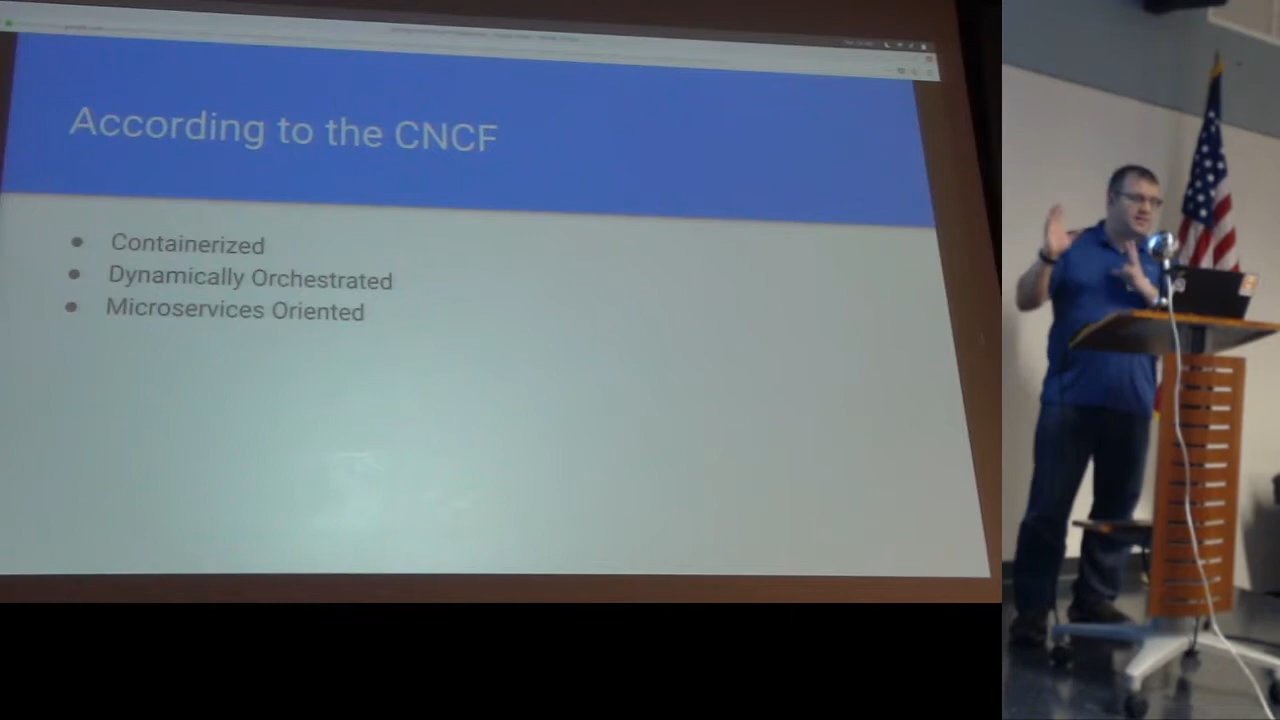 According to the CNCF
Containerized
Dynamically Orchestrated
Microservices Oriented